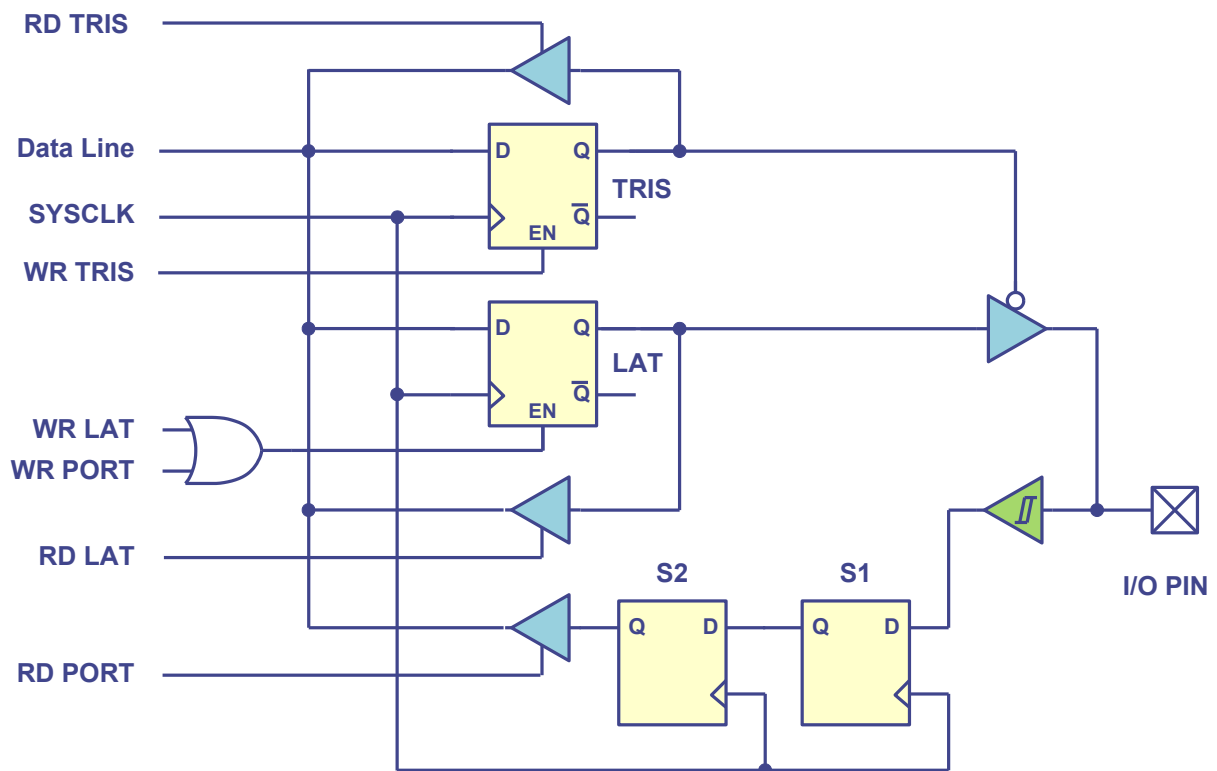 RD TRIS
Data Line
D
Q
TRIS
SYSCLK
Q̅
EN
WR TRIS
D
Q
LAT
Q̅
EN
WR LAT
WR PORT
RD LAT
S2
S1
I/O PIN
Q
D
Q
D
RD PORT